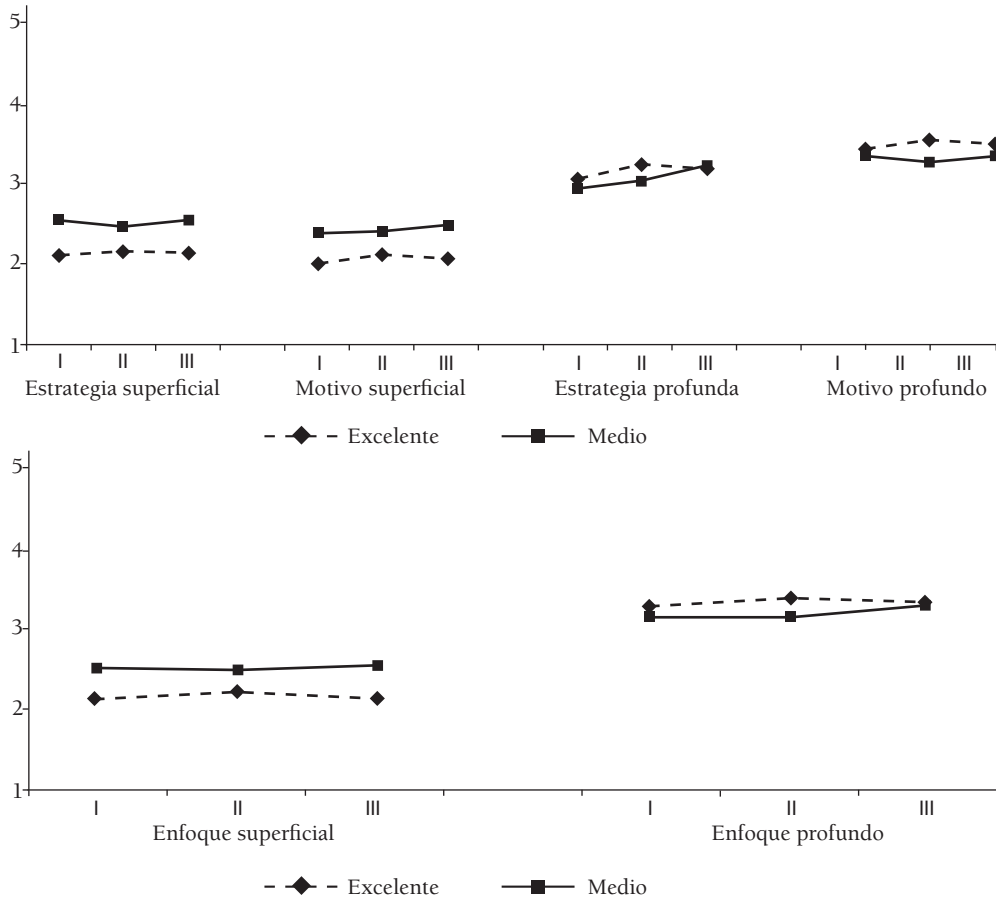 5
4
3
2
1
I II III I II III I II III I II III
Estrategia superficial Motivo superficial Estrategia profunda Motivo profundo
Excelente Medio
5
4
3
2
1
I II III I II III
Enfoque superficial Enfoque profundo
Excelente Medio